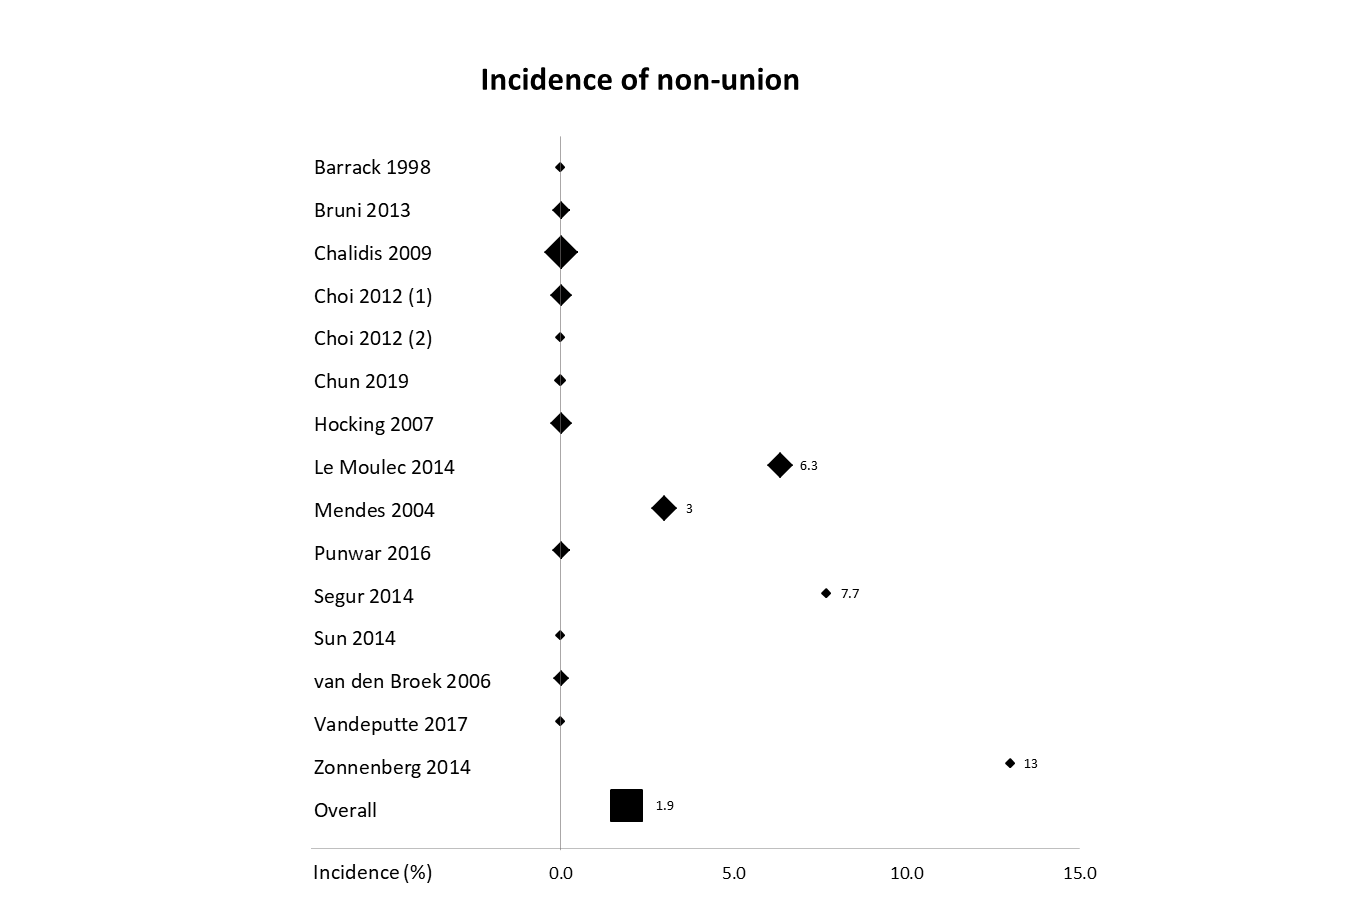 Incidence of non-union
Barrack 1998
Bruni 2013
Chalidis 2009
Choi 2012 (1)
Choi 2012 (2)
Chun 2019
Hocking 2007
Le Moulec 2014 6.3
Mendes 2004 3
Punwar 2016
Segur 2014 7.7
Sun 2014
van den Broek 2006
Vandeputte 2017
Zonnenberg 2014 13
Overall 1.9
Incidence (%) 0.0 5.0 10.0 15.0